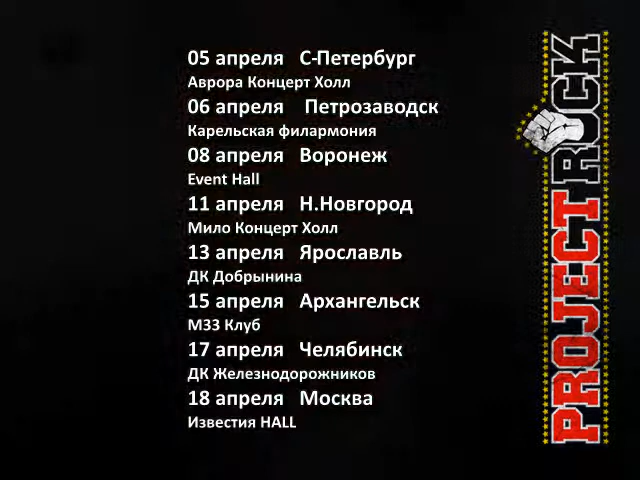 05 апреля С-Петербург
Аврора Концерт Холл
06 апреля Петрозаводск
Карельская филармония
08 апреля Воронеж
Event Hall
11 апреля Н.Новгород
Мило Концерт Холл
13 апреля Ярославль
ДК Добрынина
15 апреля Архангельск
М33 Клуб
17 апреля Челябинск
ДК Железнодорожников
18 апреля Москва
Известия HALL
PROJECT ROCK